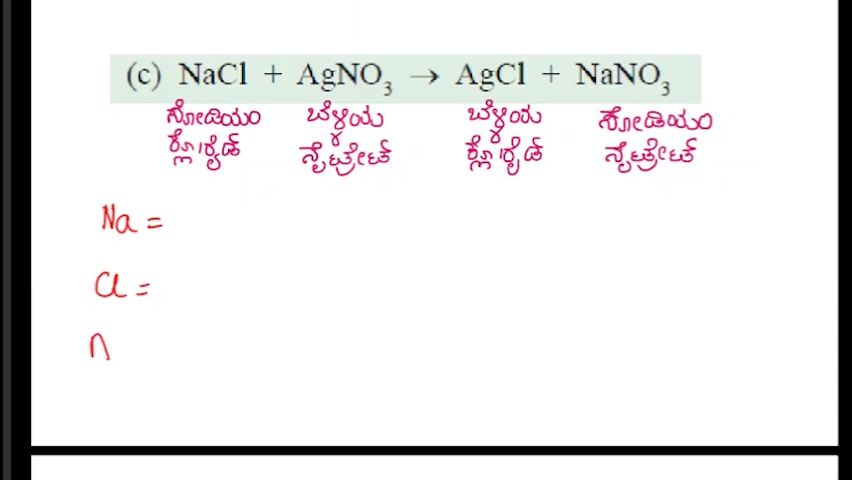 (c) NaCl + AgNO₃ → AgCl + NaNO₃
ಸೋಡಿಯಂ ಬೆಳ್ಳಿಯ ಬೆಳ್ಳಿಯ ಸೋಡಿಯಂ
ಕ್ಲೋರೈಡ್ ನೈಟ್ರೇಟ್ ಕ್ಲೋರೈಡ್ ನೈಟ್ರೇಟ್
Na =
Cl =